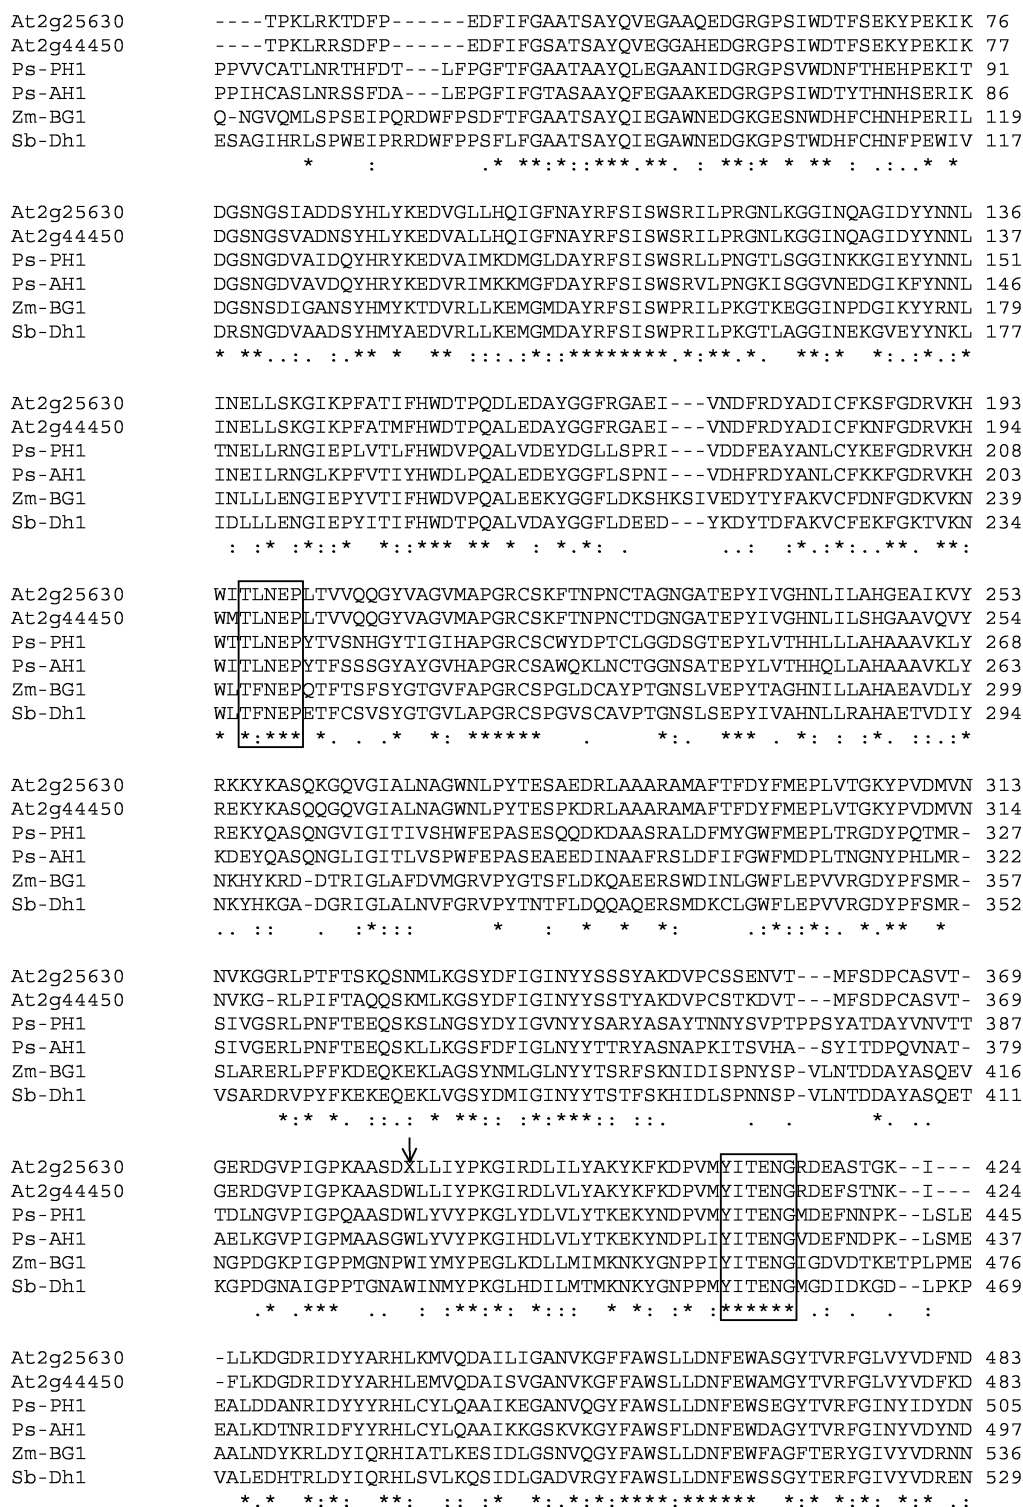 At2g25630 ----TPKLRKTDFP------EDFIFGAATSAYQVEGAAQEDGRGPSIWDTFSEKYPEKIK 76
At2g44450 ----TPKLRRSDFP------EDFIFGSATSAYQVEGGAHEDGRGPSIWDTFSEKYPEKIK 77
Ps-PH1 PPVVCATLNRTHFDT---LFPGFTFGAATAAYQLEGAANIDGRGPSVWDNFTHEHPEKIT 91
Ps-AH1 PPIHCASLNRSSFDA---LEPGFIFGTASAAYQFEGAAKEDGRGPSIWDTYTHNHSERIK 86
Zm-BG1 Q-NGVQMLSPSEIPQRDWFPSDFTFGAATSAYQIEGAWNEDGKGESNWDHFCHNHPERIL 119
Sb-Dh1 ESAGIHRLSPWEIPRRDWFPPSFLFGAATSAYQIEGAWNEDGKGPSTWDHFCHNFPEWIV 117
* : .* **:*::***.**. :**:* * ** : .:..* *
At2g25630 DGSNGSIADDSYHLYKEDVGLLHQIGFNAYRFSISWSRILPRGNLKGGINQAGIDYYNNL 136
At2g44450 DGSNGSVADNSYHLYKEDVALLHQIGFNAYRFSISWSRILPRGNLKGGINQAGIDYYNNL 137
Ps-PH1 DGSNGDVAIDQYHRYKEDVAIMKDMGLDAYRFSISWSRLLPNGTLSGGINKKGIEYYNNL 151
Ps-AH1 DGSNGDVAVDQYHRYKEDVRIMKKMGFDAYRFSISWSRVLPNGKISGGVNEDGIKFYNNL 146
Zm-BG1 DGSNSDIGANSYHMYKTDVRLLKEMGMDAYRFSISWPRILPKGTKEGGINPDGIKYYRNL 179
Sb-Dh1 DRSNGDVAADSYHMYAEDVRLLKEMGMDAYRFSISWPRILPKGTLAGGINEKGVEYYNKL 177
* **..:. :.** * ** ::::.*::********.*:**.*. **:* *:.:*.:*
At2g25630 INELLSKGIKPFATIFHWDTPQDLEDAYGGFRGAEI---VNDFRDYADICFKSFGDRVKH 193
At2g44450 INELLSKGIKPFATMFHWDTPQALEDAYGGFRGAEI---VNDFRDYADICFKNFGDRVKH 194
Ps-PH1 TNELLRNGIEPLVTLFHWDVPQALVDEYDGLLSPRI---VDDFEAYANLCYKEFGDRVKH 208
Ps-AH1 INEILRNGLKPFVTIYHWDLPQALEDEYGGFLSPNI---VDHFRDYANLCFKKFGDRVKH 203
Zm-BG1 INLLLENGIEPYVTIFHWDVPQALEEKYGGFLDKSHKSIVEDYTYFAKVCFDNFGDKVKN 239
Sb-Dh1 IDLLLENGIEPYITIFHWDTPQALVDAYGGFLDEED---YKDYTDFAKVCFEKFGKTVKN 234
: :* :*::* *::*** ** * : *.*: . ..: :*.:*:..**. **:
At2g25630 WITLNEPLTVVQQGYVAGVMAPGRCSKFTNPNCTAGNGATEPYIVGHNLILAHGEAIKVY 253
At2g44450 WMTLNEPLTVVQQGYVAGVMAPGRCSKFTNPNCTDGNGATEPYIVGHNLILSHGAAVQVY 254
Ps-PH1 WTTLNEPYTVSNHGYTIGIHAPGRCSCWYDPTCLGGDSGTEPYLVTHHLLLAHAAAVKLY 268
Ps-AH1 WITLNEPYTFSSSGYAYGVHAPGRCSAWQKLNCTGGNSATEPYLVTHHQLLAHAAAVKLY 263
Zm-BG1 WLTFNEPQTFTSFSYGTGVFAPGRCSPGLDCAYPTGNSLVEPYTAGHNILLAHAEAVDLY 299
Sb-Dh1 WLTFNEPETFCSVSYGTGVLAPGRCSPGVSCAVPTGNSLSEPYIVAHNLLRAHAETVDIY 294
* *:*** *. . .* *: ****** . *:. *** . *: : :*. ::.:*
At2g25630 RKKYKASQKGQVGIALNAGWNLPYTESAEDRLAAARAMAFTFDYFMEPLVTGKYPVDMVN 313
At2g44450 REKYKASQQGQVGIALNAGWNLPYTESPKDRLAAARAMAFTFDYFMEPLVTGKYPVDMVN 314
Ps-PH1 REKYQASQNGVIGITIVSHWFEPASESQQDKDAASRALDFMYGWFMEPLTRGDYPQTMR- 327
Ps-AH1 KDEYQASQNGLIGITLVSPWFEPASEAEEDINAAFRSLDFIFGWFMDPLTNGNYPHLMR- 322
Zm-BG1 NKHYKRD-DTRIGLAFDVMGRVPYGTSFLDKQAEERSWDINLGWFLEPVVRGDYPFSMR- 357
Sb-Dh1 NKYHKGA-DGRIGLALNVFGRVPYTNTFLDQQAQERSMDKCLGWFLEPVVRGDYPFSMR- 352
.. :: . :*::: * : * * *: .:*::*:. *.** *
At2g25630 NVKGGRLPTFTSKQSNMLKGSYDFIGINYYSSSYAKDVPCSSENVT---MFSDPCASVT- 369
At2g44450 NVKG-RLPIFTAQQSKMLKGSYDFIGINYYSSTYAKDVPCSTKDVT---MFSDPCASVT- 369
Ps-PH1 SIVGSRLPNFTEEQSKSLNGSYDYIGVNYYSARYASAYTNNYSVPTPPSYATDAYVNVTT 387
Ps-AH1 SIVGERLPNFTEEQSKLLKGSFDFIGLNYYTTRYASNAPKITSVHA--SYITDPQVNAT- 379
Zm-BG1 SLARERLPFFKDEQKEKLAGSYNMLGLNYYTSRFSKNIDISPNYSP-VLNTDDAYASQEV 416
Sb-Dh1 VSARDRVPYFKEKEQEKLVGSYDMIGINYYTSTFSKHIDLSPNNSP-VLNTDDAYASQET 411
*:* *. ::.: * **:: :*:***:: ::. . . *. ..
At2g25630 GERDGVPIGPKAASDXLLIYPKGIRDLILYAKYKFKDPVMYITENGRDEASTGK--I--- 424
At2g44450 GERDGVPIGPKAASDWLLIYPKGIRDLVLYAKYKFKDPVMYITENGRDEFSTNK--I--- 424
Ps-PH1 TDLNGVPIGPQAASDWLYVYPKGLYDLVLYTKEKYNDPVMYITENGMDEFNNPK--LSLE 445
Ps-AH1 AELKGVPIGPMAASGWLYVYPKGIHDLVLYTKEKYNDPLIYITENGVDEFNDPK--LSME 437
Zm-BG1 NGPDGKPIGPPMGNPWIYMYPEGLKDLLMIMKNKYGNPPIYITENGIGDVDTKETPLPME 476
Sb-Dh1 KGPDGNAIGPPTGNAWINMYPKGLHDILMTMKNKYGNPPMYITENGMGDIDKGD--LPKP 469
.* .*** .. : :**:*: *::: * *: :* :****** .: . :
At2g25630 -LLKDGDRIDYYARHLKMVQDAILIGANVKGFFAWSLLDNFEWASGYTVRFGLVYVDFND 483
At2g44450 -FLKDGDRIDYYARHLEMVQDAISVGANVKGFFAWSLLDNFEWAMGYTVRFGLVYVDFKD 483
Ps-PH1 EALDDANRIDYYYRHLCYLQAAIKEGANVQGYFAWSLLDNFEWSEGYTVRFGINYIDYDN 505
Ps-AH1 EALKDTNRIDYYYRHLCYLQAAIKKGSKVKGYFAWSFLDNFEWDAGYTVRFGINYVDYND 497
Zm-BG1 AALNDYKRLDYIQRHIATLKESIDLGSNVQGYFAWSLLDNFEWFAGFTERYGIVYVDRNN 536
Sb-Dh1 VALEDHTRLDYIQRHLSVLKQSIDLGADVRGYFAWSLLDNFEWSSGYTERFGIVYVDREN 529
*.* *:** **: :: :* *:.*:*:****:****** *:* *:*: *:* .: